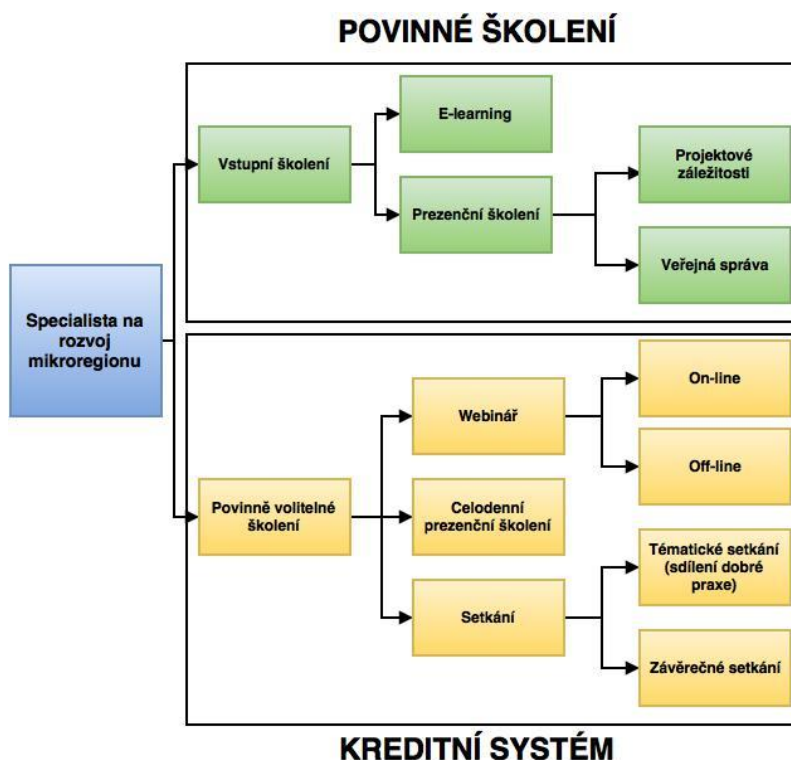 POVINNÉ ŠKOLENÍ
E-learning
Vstupní školení
Projektové
záležitosti
Prezenční školení
Veřejná správa
Specialista na
rozvoj
mikroregionu
On-line
Webinář
Off-line
Povinně volitelné
školení
Celodenní
prezenční školení
Tématické setkání
(sdílení dobré
praxe)
Setkání
Závěrečné setkání
KREDITNÍ SYSTÉM